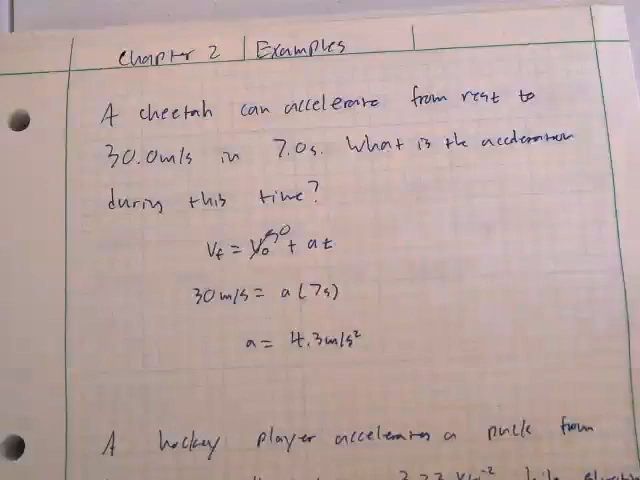 Chapter 2 Examples
A cheetah can accelerate from rest to
30.0m/s in 7.0s. What is the acceleration
during this time?
Vf = V0→0 + at
30m/s = a(7s)
a = 4.3m/s²
A hockey player accelerates a puck from